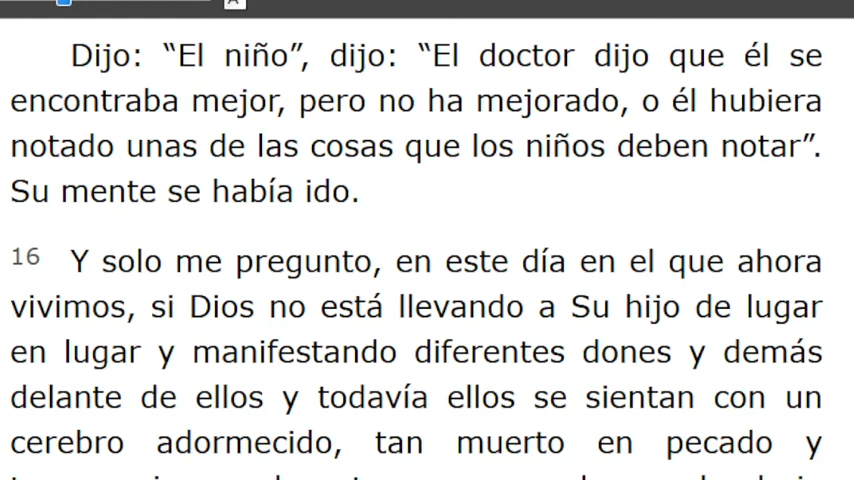 Dijo: “El niño”, dijo: “El doctor dijo que él se
encontraba mejor, pero no ha mejorado, o él hubiera
notado unas de las cosas que los niños deben notar”.
Su mente se había ido.
16 Y solo me pregunto, en este día en el que ahora
vivimos, si Dios no está llevando a Su hijo de lugar
en lugar y manifestando diferentes dones y demás
delante de ellos y todavía ellos se sientan con un
cerebro adormecido, tan muerto en pecado y